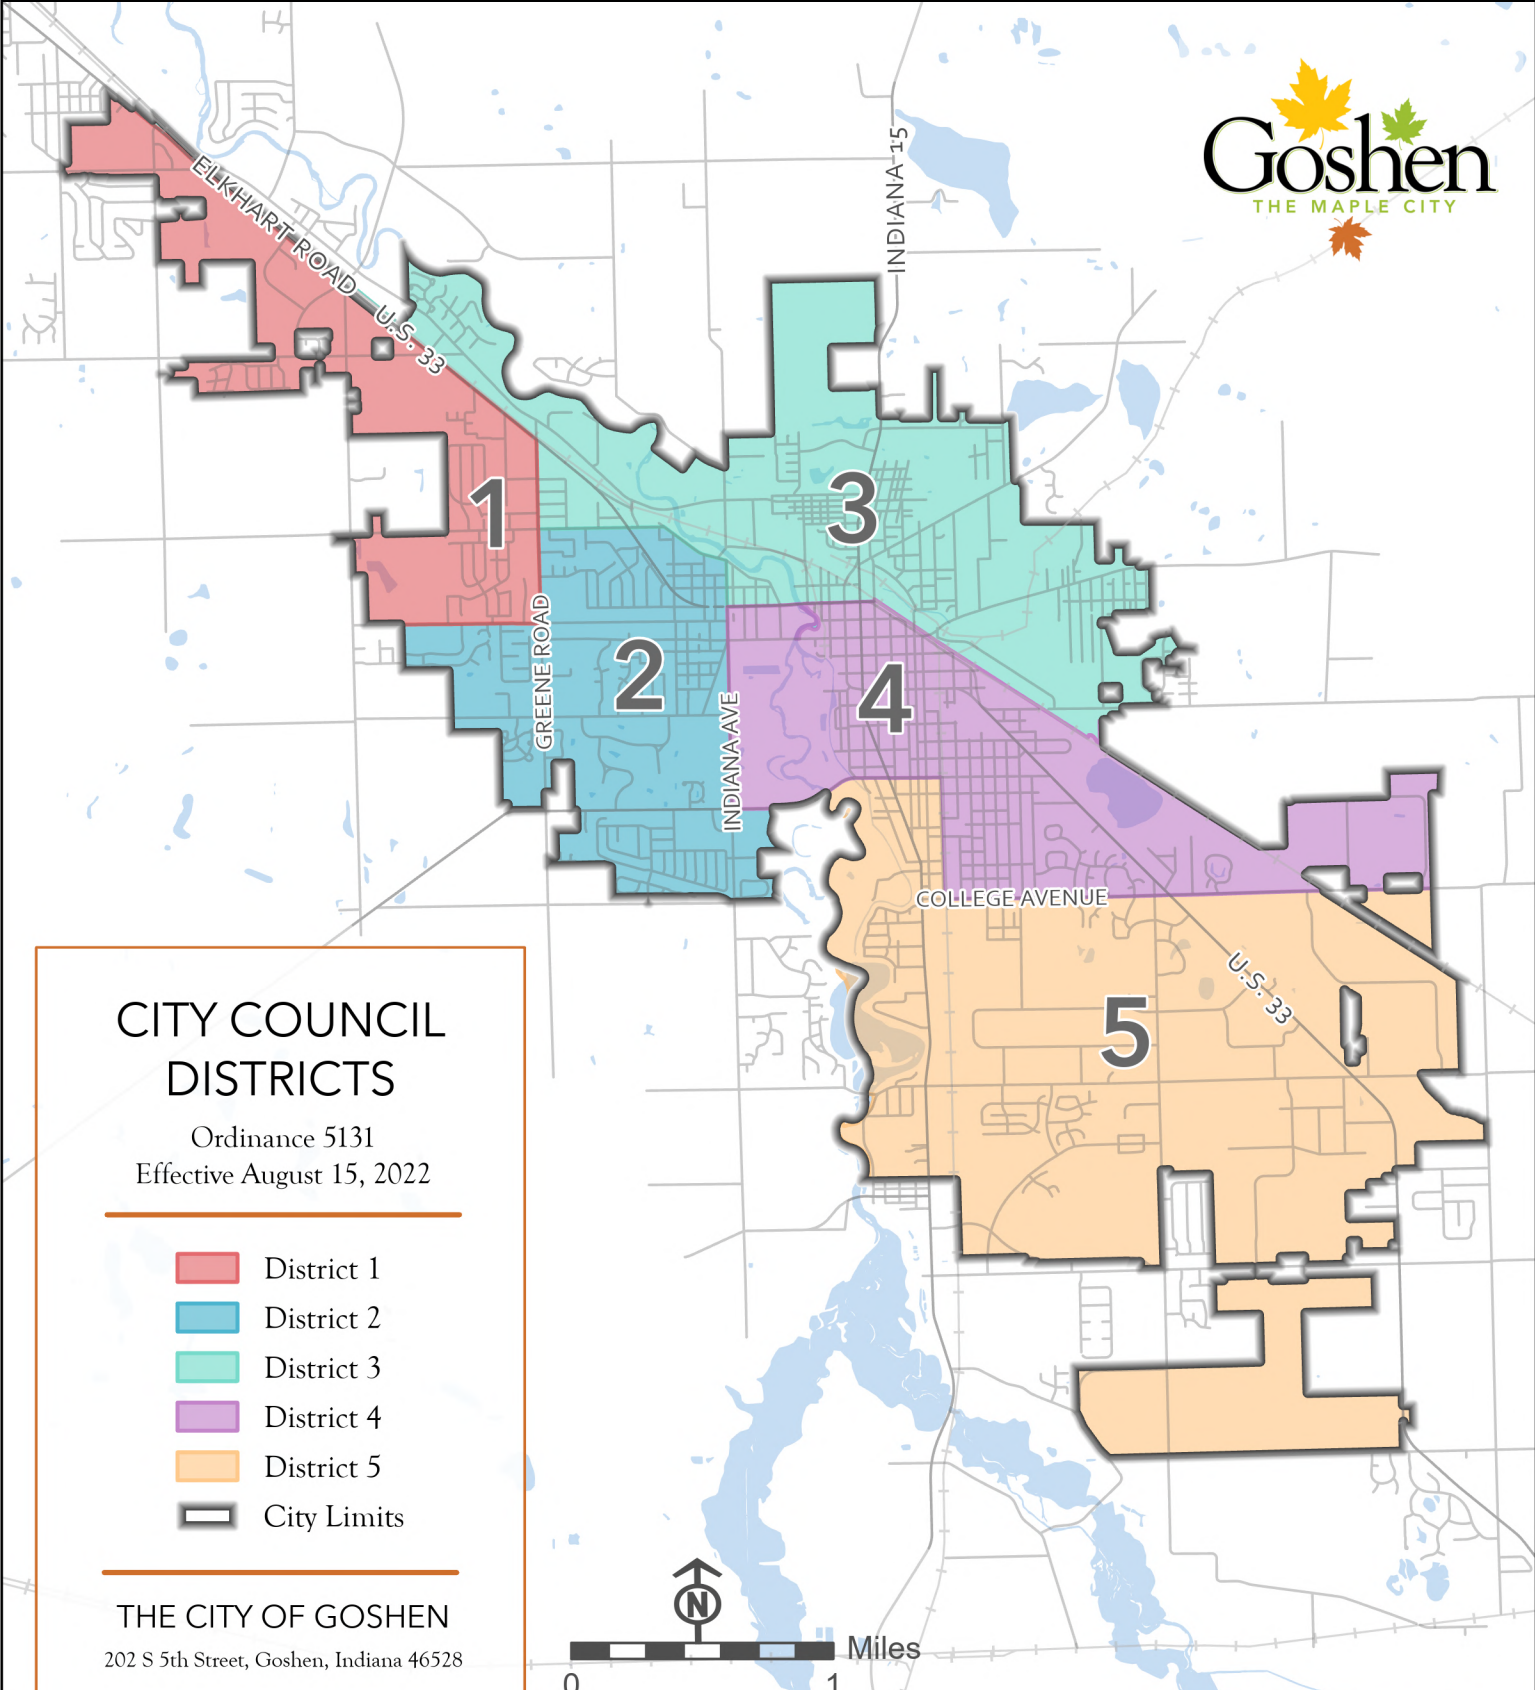 Goshen
THE MAPLE CITY
INDIANA 15
ELKHART ROAD
U.S. 33
1
3
2
4
GREENE ROAD
INDIANA AVE
COLLEGE AVENUE
U.S. 33
5
CITY COUNCIL
DISTRICTS
Ordinance 5131
Effective August 15, 2022
District 1
District 2
District 3
District 4
District 5
City Limits
THE CITY OF GOSHEN
202 S 5th Street, Goshen, Indiana 46528
N
Miles
0 1